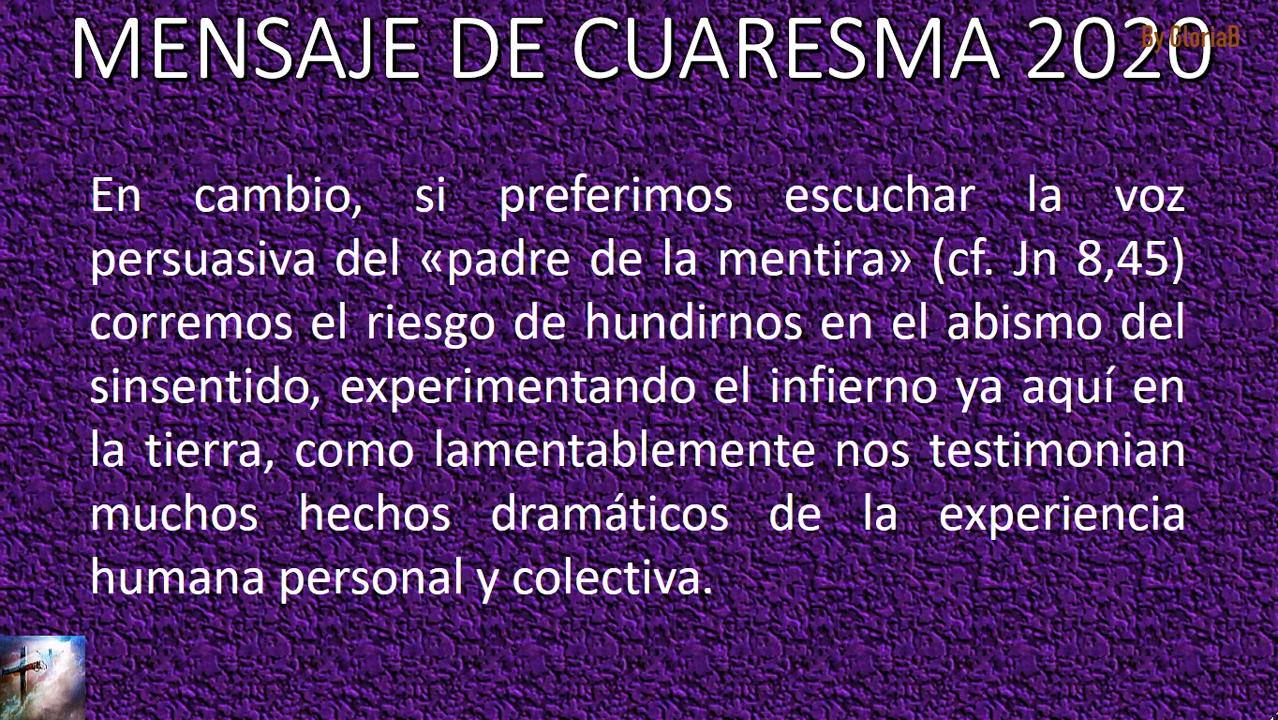 MENSAJE DE CUARESMA 2020
By GloriaB
En cambio, si preferimos escuchar la voz
persuasiva del «padre de la mentira» (cf. Jn 8,45)
corremos el riesgo de hundirnos en el abismo del
sinsentido, experimentando el infierno ya aquí en
la tierra, como lamentablemente nos testimonian
muchos hechos dramáticos de la experiencia
humana personal y colectiva.